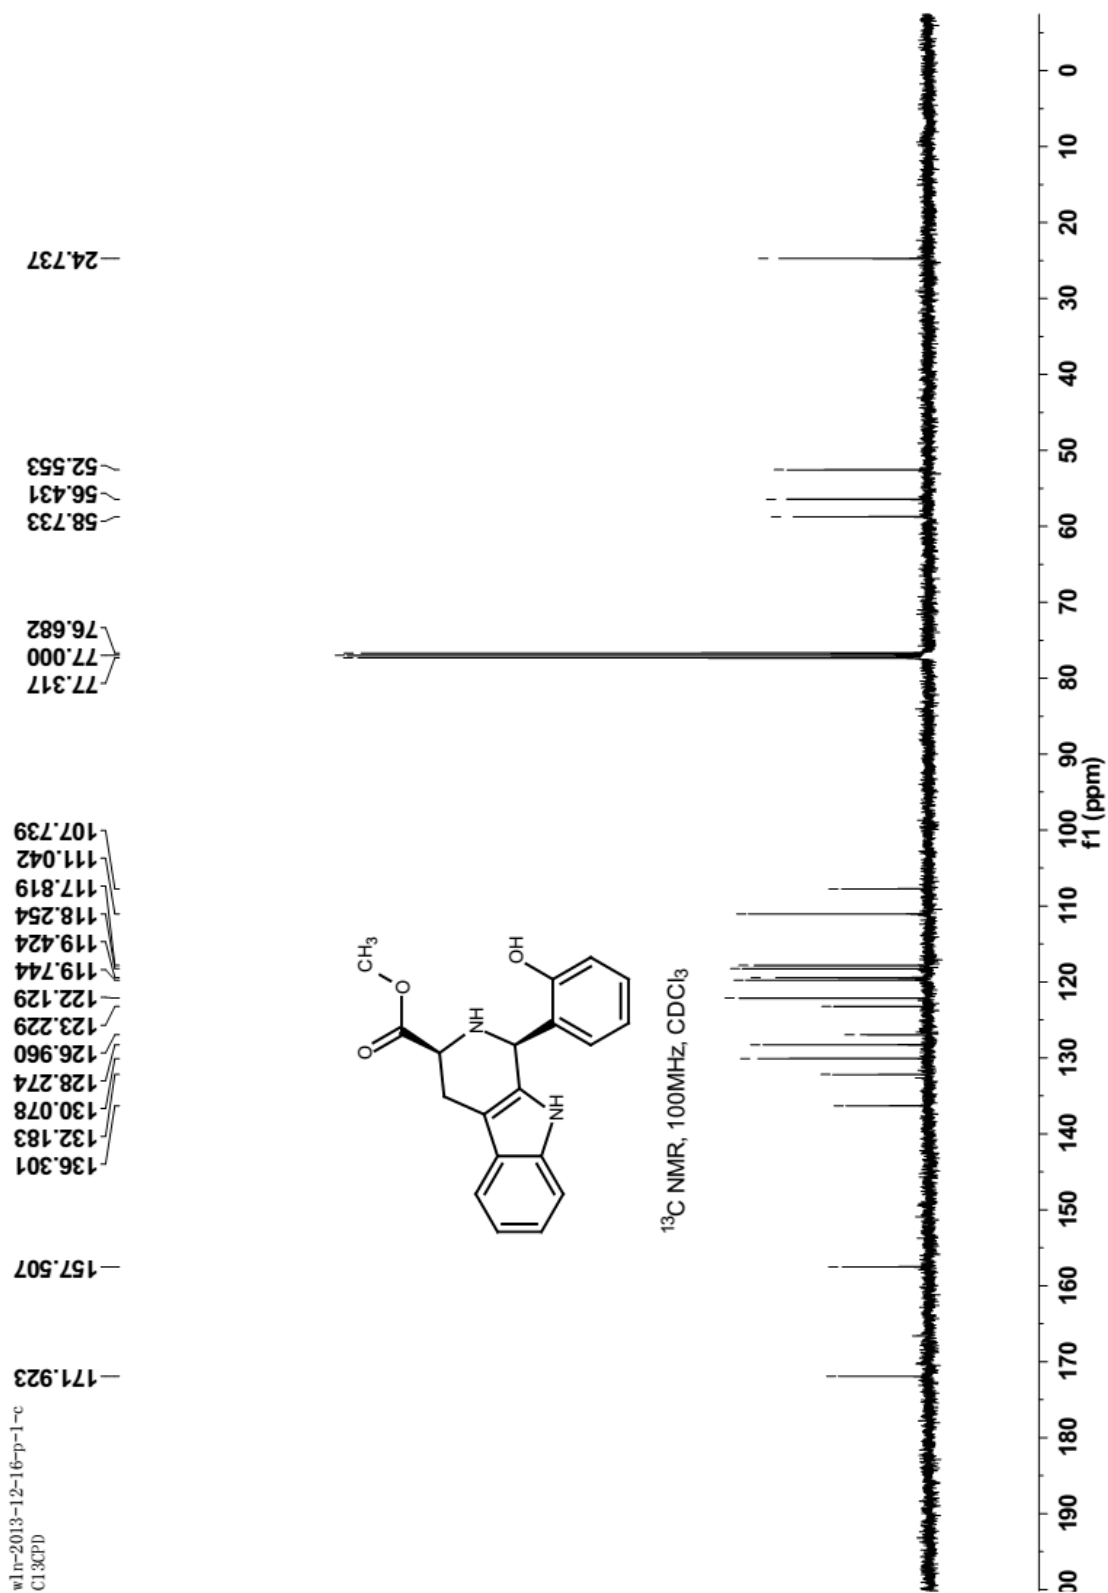 wln-2013-12-16-p-1-c
C13CPD
171.923
157.507
136.301
132.183
130.078
128.274
126.960
123.229
122.129
119.744
119.424
118.254
117.819
111.042
107.739
77.317
77.000
76.682
58.733
56.431
52.553
24.737
O
O
CH3
NH
OH
NH
13C NMR, 100MHz, CDCl3
00 190 180 170 160 150 140 130 120 110 100 90 80 70 60 50 40 30 20 10 0
f1 (ppm)